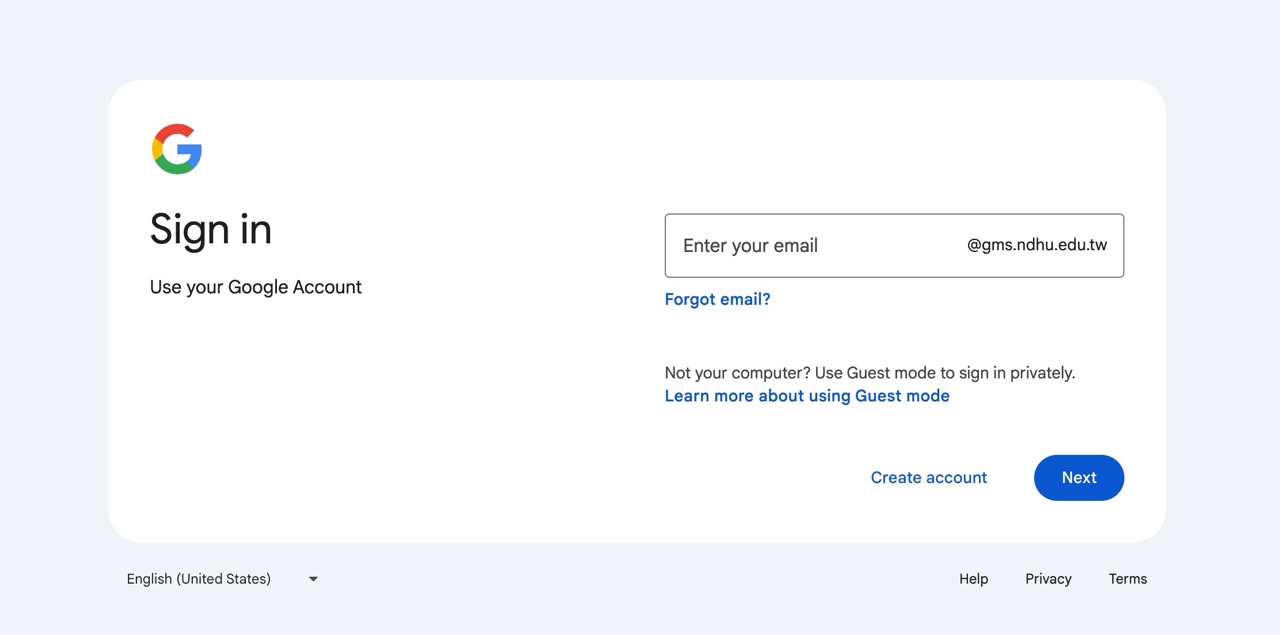 Sign in
Use your Google Account
Enter your email @gms.ndhu.edu.tw
Forgot email?
Not your computer? Use Guest mode to sign in privately.
Learn more about using Guest mode
Create account Next
English (United States) Help Privacy Terms